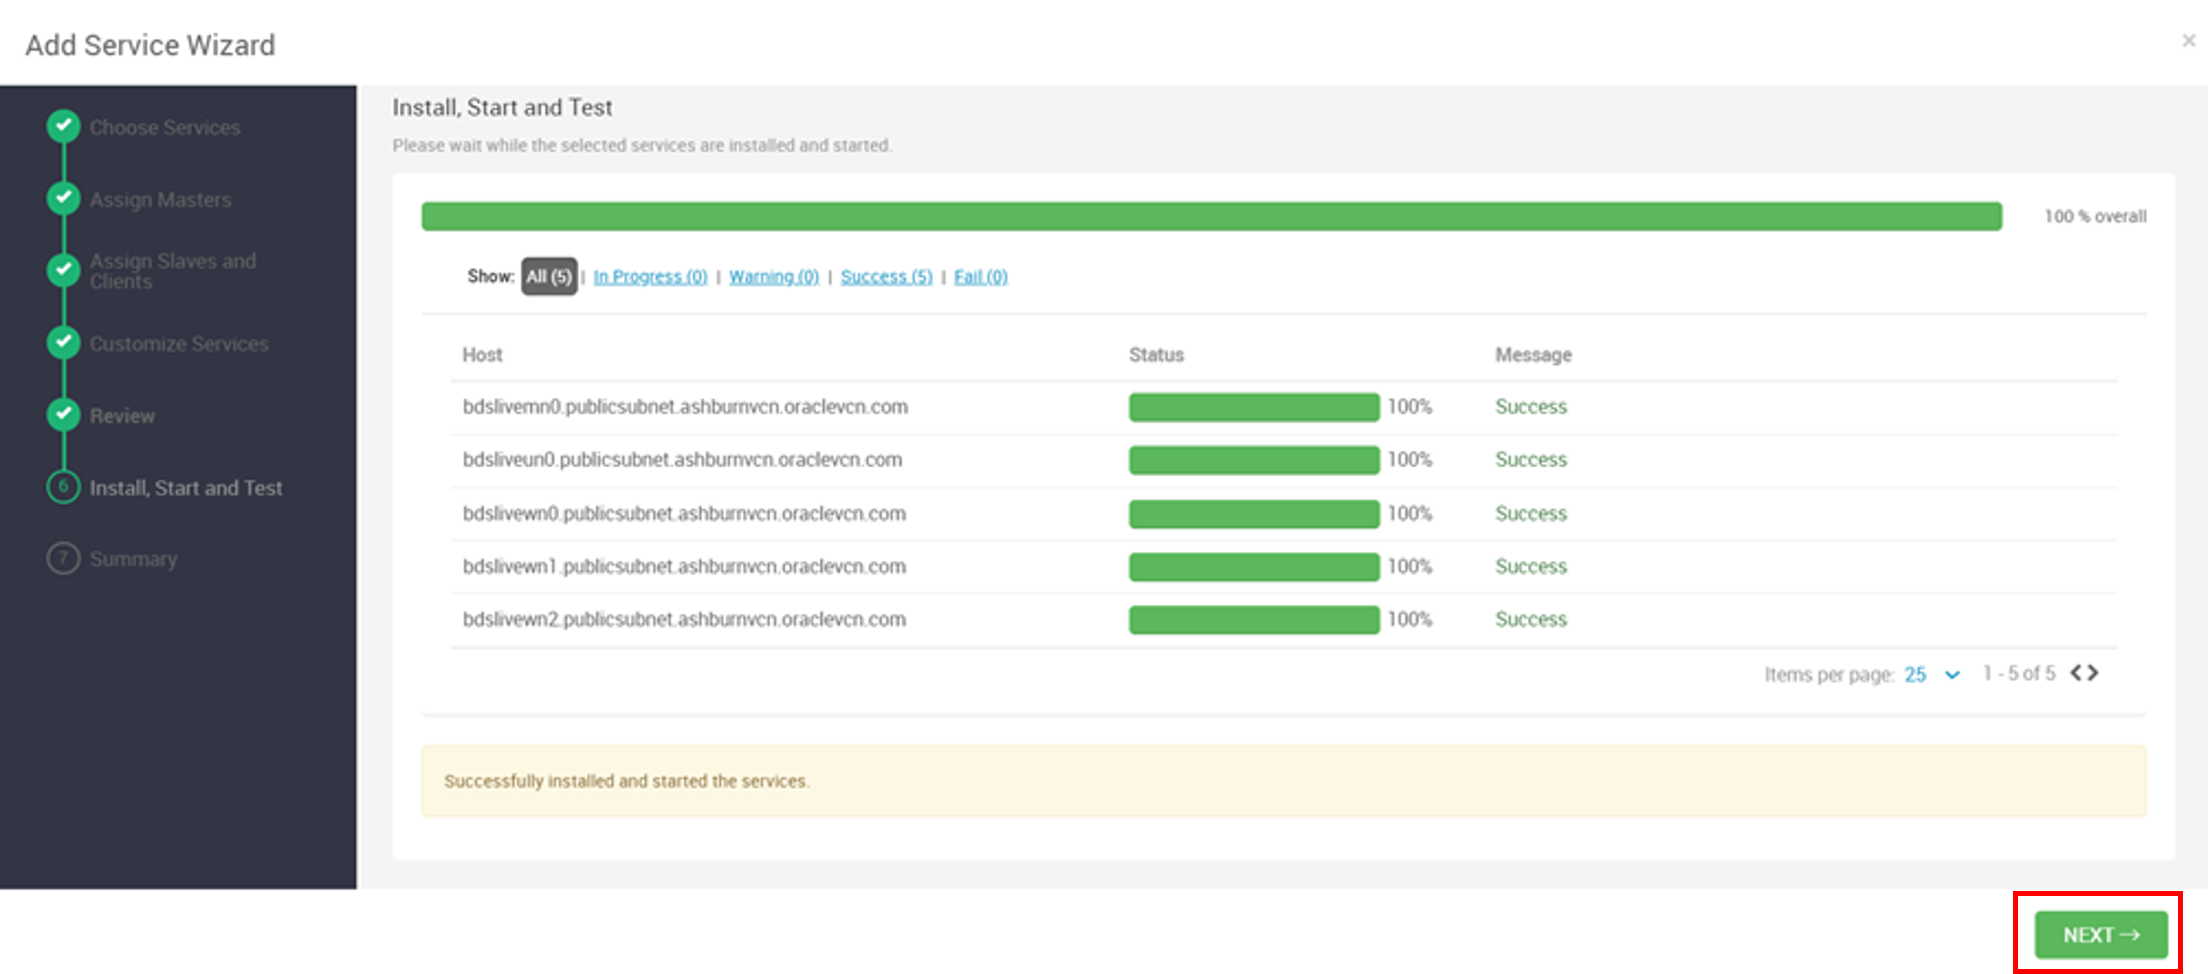 Add Service Wizard
×
Choose Services
Assign Masters
Assign Slaves and
Clients
Customize Services
Review
6 Install, Start and Test
7 Summary
Install, Start and Test
Please wait while the selected services are installed and started.
100 % overall
Show: All (5) | In Progress (0) | Warning (0) | Success (5) | Fail (0)
Host Status Message
bdslivemn0.publicsubnet.ashburnvcn.oraclevcn.com 100% Success
bdsliveun0.publicsubnet.ashburnvcn.oraclevcn.com 100% Success
bdslivewn0.publicsubnet.ashburnvcn.oraclevcn.com 100% Success
bdslivewn1.publicsubnet.ashburnvcn.oraclevcn.com 100% Success
bdslivewn2.publicsubnet.ashburnvcn.oraclevcn.com 100% Success
Items per page: 25 1 - 5 of 5
Successfully installed and started the services.
NEXT →